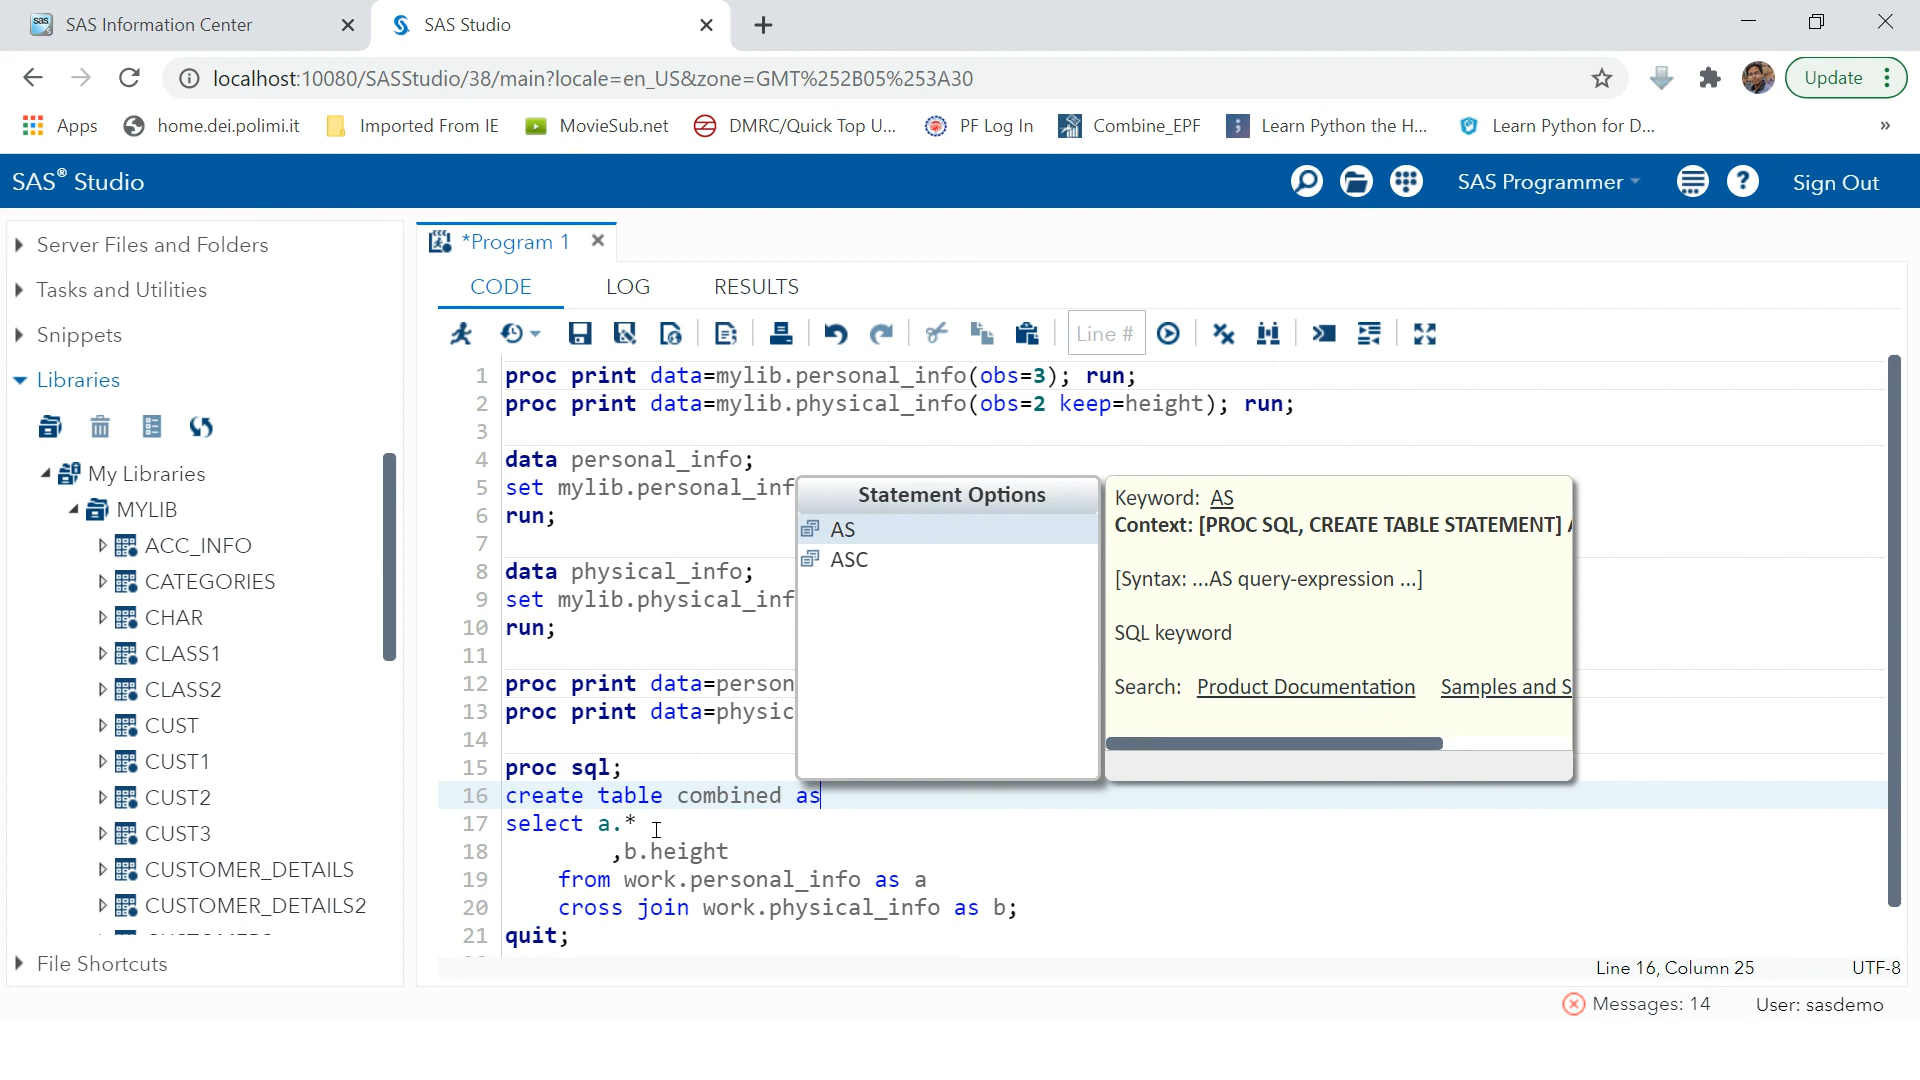 SAS Information Center
SAS Studio
localhost:10080/SASStudio/38/main?locale=en_US&zone=GMT%252B05%253A30
Update
Apps
home.dei.polimi.it
Imported From IE
MovieSub.net
DMRC/Quick Top U...
PF Log In
Combine_EPF
Learn Python the H...
Learn Python for D...
»
SAS® Studio
SAS Programmer
Sign Out
Server Files and Folders
Tasks and Utilities
Snippets
Libraries
My Libraries
MYLIB
ACC_INFO
CATEGORIES
CHAR
CLASS1
CLASS2
CUST
CUST1
CUST2
CUST3
CUSTOMER_DETAILS
CUSTOMER_DETAILS2
File Shortcuts
*Program 1
CODE
LOG
RESULTS
Line #
1 proc print data=mylib.personal_info(obs=3); run;
2 proc print data=mylib.physical_info(obs=2 keep=height); run;
3
4 data personal_info;
5 set mylib.personal_inf
6 run;
7
8 data physical_info;
9 set mylib.physical_inf
10 run;
11
12 proc print data=person
13 proc print data=physic
14
15 proc sql;
16 create table combined as
17 select a.*
18 ,b.height
19 from work.personal_info as a
20 cross join work.physical_info as b;
21 quit;
Statement Options
AS
ASC
Keyword: AS
Context: [PROC SQL, CREATE TABLE STATEMENT]
[Syntax: ...AS query-expression ...]
SQL keyword
Search: Product Documentation Samples and S
Line 16, Column 25
UTF-8
Messages: 14
User: sasdemo